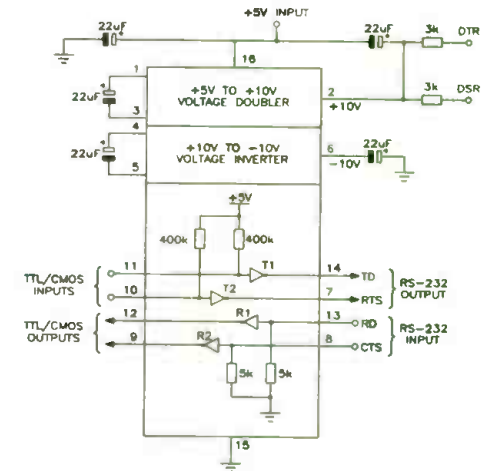 +5V INPUT
22uF
22uF
3k
DTR
16
1
+5V TO +10V
VOLTAGE DOUBLER
2
+10V
3k
DSR
22uF
3
4
+10V TO -10V
VOLTAGE INVERTER
6
-10V
22uF
22uF
5
+5V
400k
400k
TTL/CMOS
INPUTS
11
T1
14
TD
10
T2
7
RTS
RS-232
OUTPUT
TTL/CMOS
OUTPUTS
12
R1
13
RD
9
R2
8
CTS
RS-232
INPUT
5k
5k
15